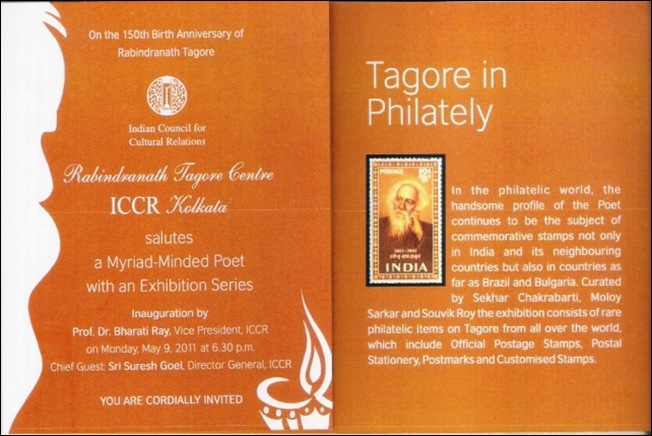 On the 150th Birth Anniversary of
Rabindranath Tagore
Indian Council for
Cultural Relations
Rabindranath Tagore Centre
ICCR Kolkata
salutes
a Myriad-Minded Poet
with an Exhibition Series
Inauguration by
Prof. Dr. Bharati Ray, Vice President, ICCR
on Monday, May 9, 2011 at 6.30 p.m.
Chief Guest: Sri Suresh Goel, Director General, ICCR
YOU ARE CORDIALLY INVITED
Tagore in
Philately
POSTAGE 12As
INDIA
In the philatelic world, the
handsome profile of the Poet
continues to be the subject of
commemorative stamps not only
in India and its neighbouring
countries but also in countries as
far as Brazil and Bulgaria. Curated
by Sekhar Chakrabarti, Moloy
Sarkar and Souvik Roy the exhibition consists of rare
philatelic items on Tagore from all over the world,
which include Official Postage Stamps, Postal
Stationery, Postmarks and Customised Stamps.